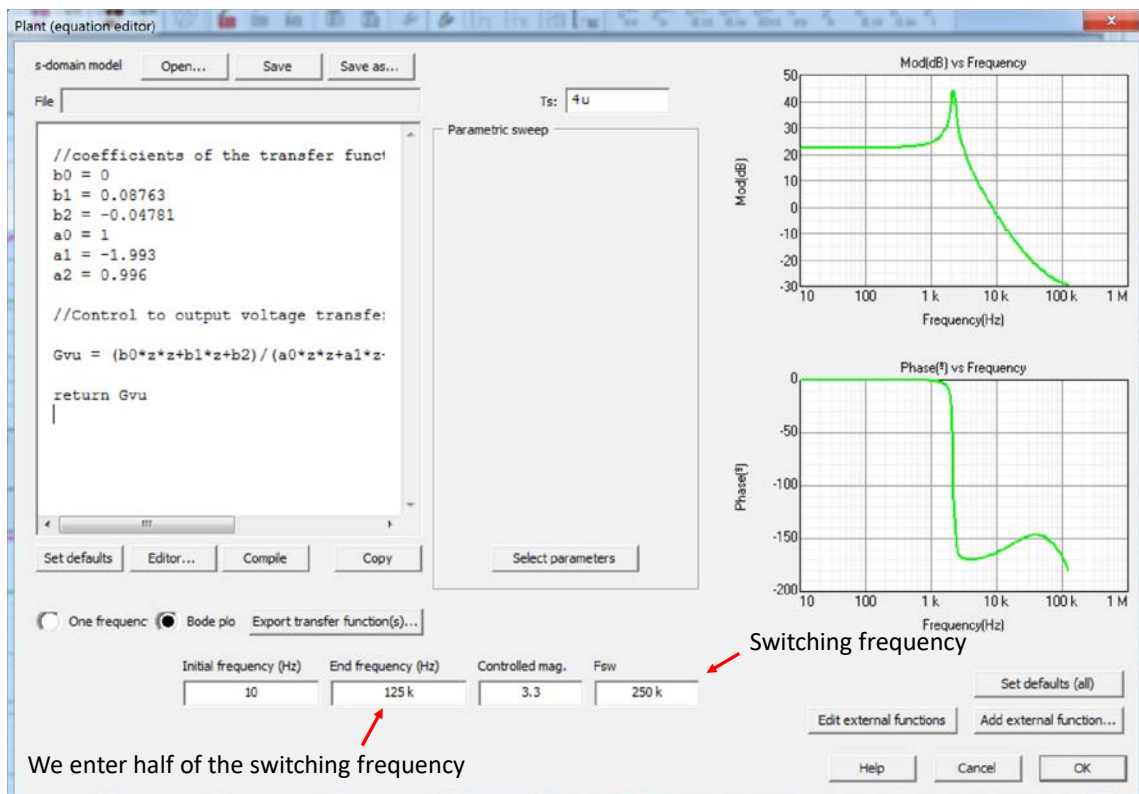 Plant (equation editor)
s-domain model
Open...
Save
Save as...
File
Ts:
4u
//coefficients of the transfer funct
b0 = 0
b1 = 0.08763
b2 = -0.04781
a0 = 1
a1 = -1.993
a2 = 0.996
//Control to output voltage transfe
Gvu = (b0*z*z+b1*z+b2)/(a0*z*z+a1*z-
return Gvu
Parametric sweep
Set defaults
Editor...
Compile
Copy
Select parameters
One frequenc
Bode plo
Export transfer function(s)...
Mod(dB) vs Frequency
Mod(dB)
50
40
30
20
10
0
-10
-20
-30
10 100 1 k 10 k 100 k 1 M
Frequency(Hz)
Phase(º) vs Frequency
Phase(º)
0
-50
-100
-150
-200
10 100 1 k 10 k 100 k 1 M
Frequency(Hz)
Switching frequency
Initial frequency (Hz) End frequency (Hz) Controlled mag. Fsw
10 125 k 3.3 250 k
We enter half of the switching frequency
Set defaults (all)
Edit external functions
Add external function...
Help
Cancel
OK